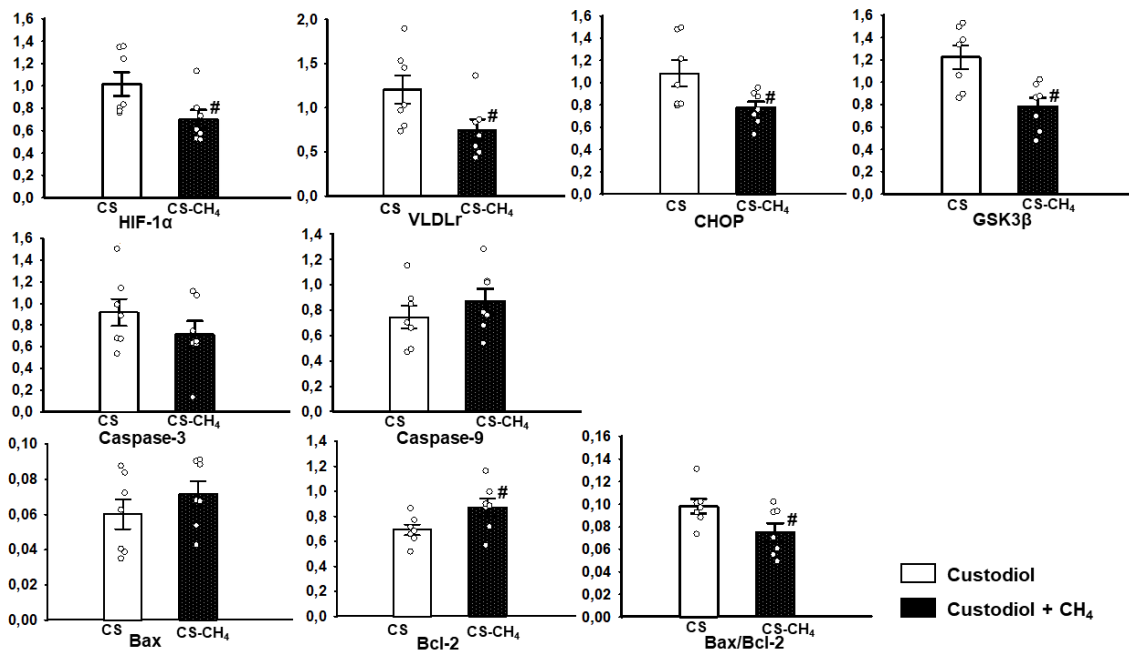 1,6
1,4
1,2
1,0
0,8
0,6
0,4
0,2
0,0
#
CS
CS-CH₄
HIF-1α
2,0
1,5
1,0
0,5
0,0
#
CS
CS-CH₄
VLDLr
1,6
1,4
1,2
1,0
0,8
0,6
0,4
0,2
0,0
#
CS
CS-CH₄
CHOP
1,6
1,4
1,2
1,0
0,8
0,6
0,4
0,2
0,0
#
CS
CS-CH₄
GSK3β
1,6
1,4
1,2
1,0
0,8
0,6
0,4
0,2
0,0
CS
CS-CH₄
Caspase-3
1,4
1,2
1,0
0,8
0,6
0,4
0,2
0,0
CS
CS-CH₄
Caspase-9
0,10
0,08
0,06
0,04
0,02
0,00
CS
CS-CH₄
Bax
1,4
1,2
1,0
0,8
0,6
0,4
0,2
0,0
#
CS
CS-CH₄
Bcl-2
0,16
0,14
0,12
0,10
0,08
0,06
0,04
0,02
0,00
#
CS
CS-CH₄
Bax/Bcl-2
Custodiol
Custodiol + CH₄